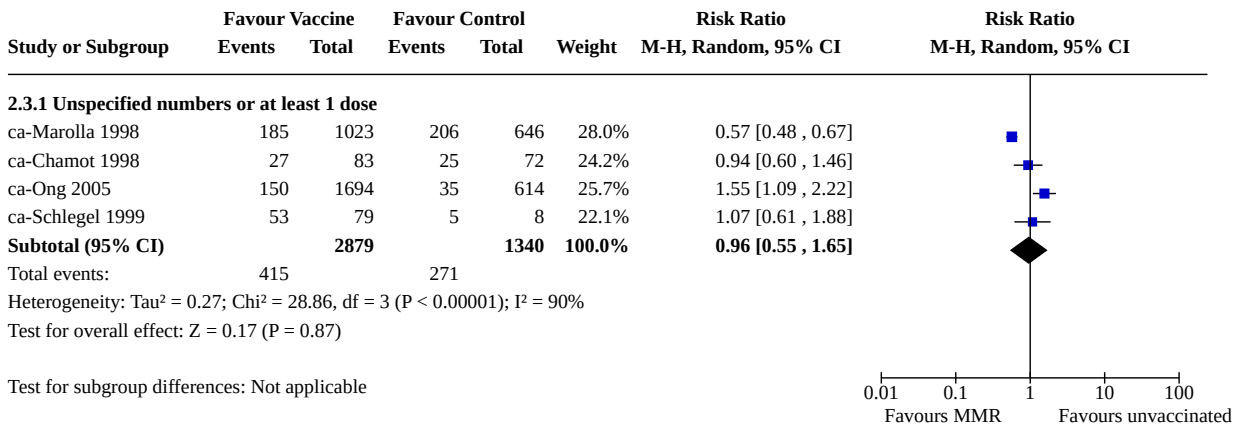 Favour Vaccine Favour Control Risk Ratio Risk Ratio
Study or Subgroup Events Total Events Total Weight M-H, Random, 95% CI M-H, Random, 95% CI
2.3.1 Unspecified numbers or at least 1 dose
ca-Marolla 1998 185 1023 206 646 28.0% 0.57 [0.48 , 0.67]
ca-Chamot 1998 27 83 25 72 24.2% 0.94 [0.60 , 1.46]
ca-Ong 2005 150 1694 35 614 25.7% 1.55 [1.09 , 2.22]
ca-Schlegel 1999 53 79 5 8 22.1% 1.07 [0.61 , 1.88]
Subtotal (95% CI) 2879 1340 100.0% 0.96 [0.55 , 1.65]
Total events: 415 271
Heterogeneity: Tau² = 0.27; Chi² = 28.86, df = 3 (P < 0.00001); I² = 90%
Test for overall effect: Z = 0.17 (P = 0.87)
Test for subgroup differences: Not applicable
0.01 0.1 1 10 100
Favours MMR Favours unvaccinated